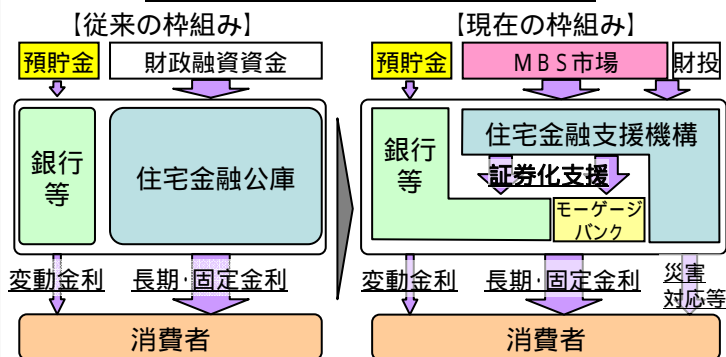 【従来の枠組み】
預貯金
財政融資資金
銀行
等
住宅金融公庫
変動金利
長期・固定金利
消費者
【現在の枠組み】
預貯金
ＭＢＳ市場
財投
銀行
等
住宅金融支援機構
証券化支援
モーゲージ
バンク
変動金利
長期・固定金利
災害
対応等
消費者